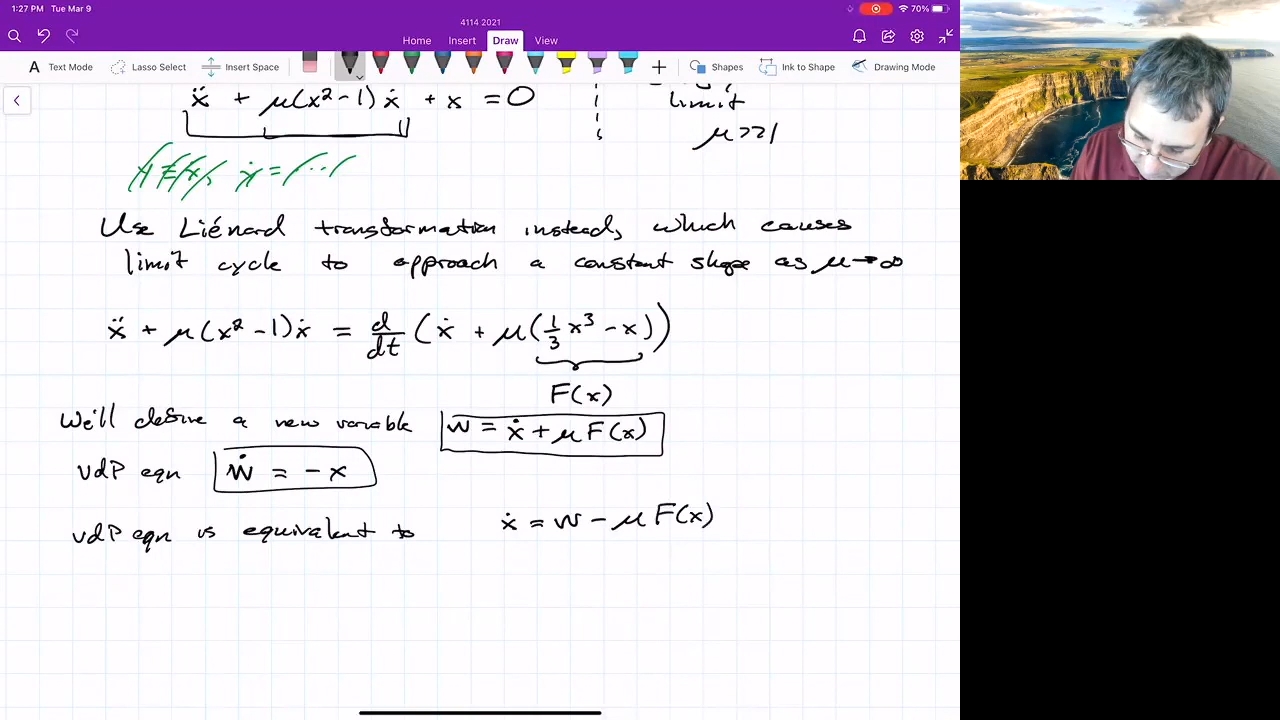 1:27 PM Tue Mar 9
70%
4114 2021
Home Insert Draw View
Text Mode Lasso Select Insert Space Shapes Ink to Shape Drawing Mode
ẍ + μ(x² - 1) ẋ + x = 0
limit
μ >> 1
Use Liénard transformation instead, which causes
limit cycle to approach a constant shape as μ → ∞
ẍ + μ(x² - 1)ẋ = d/dt (ẋ + μ(1/3 x³ - x))
F(x)
We'll define a new variable w = ẋ + μ F(x)
vdP eqn ẇ = - x
vdP eqn is equivalent to ẋ = w - μ F(x)